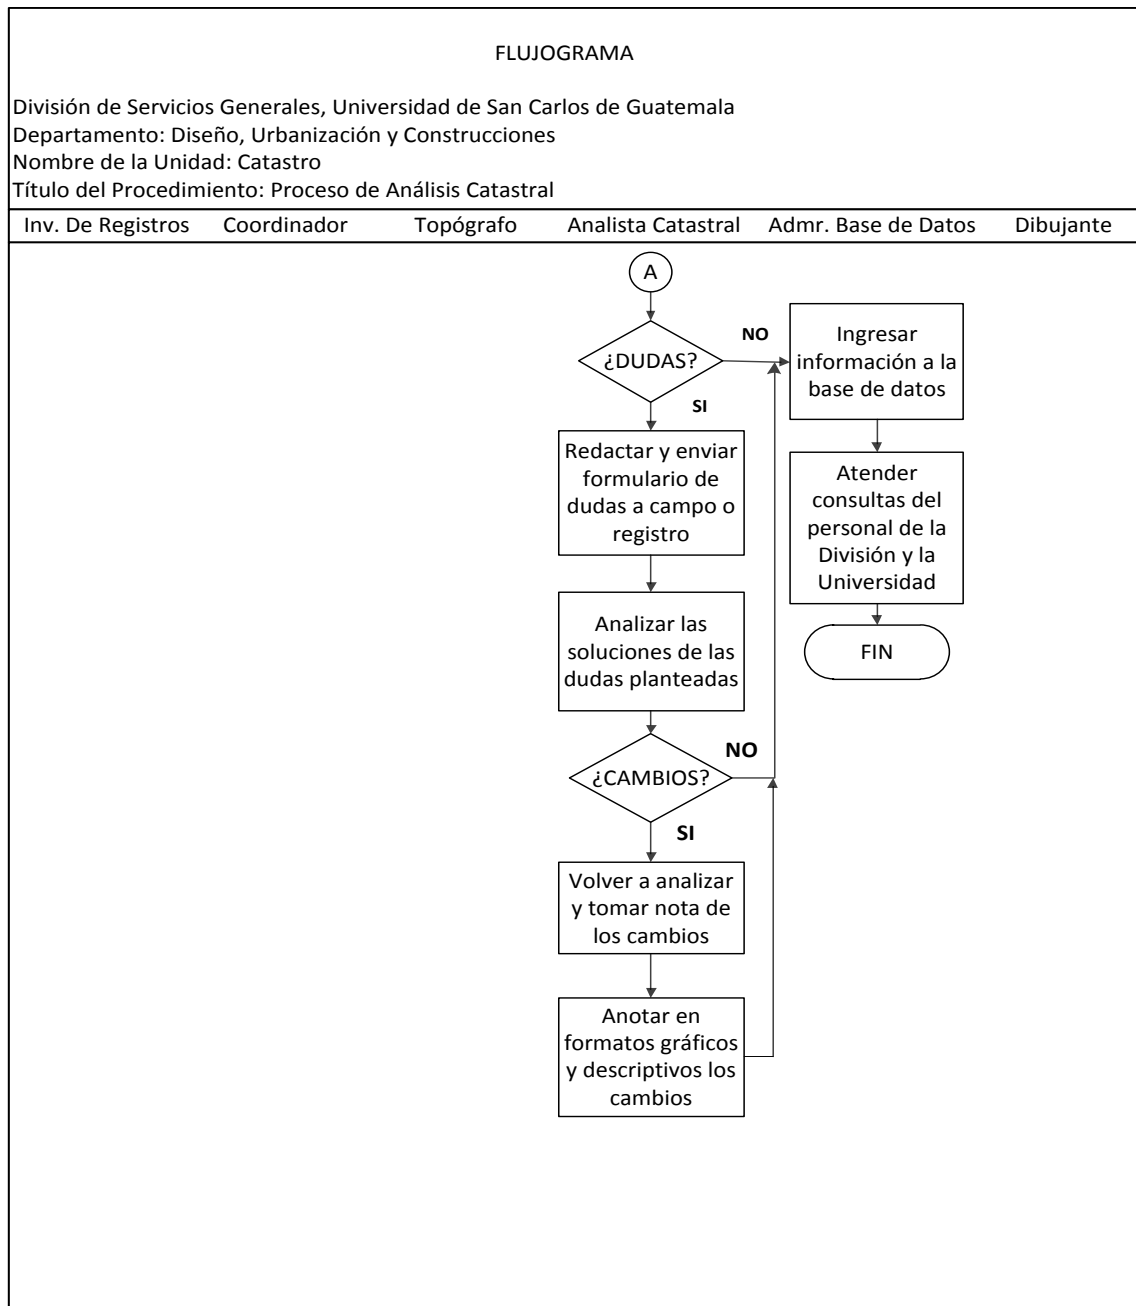 FLUJOGRAMA
División de Servicios Generales, Universidad de San Carlos de Guatemala
Departamento: Diseño, Urbanización y Construcciones
Nombre de la Unidad: Catastro
Título del Procedimiento: Proceso de Análisis Catastral
Inv. De Registros Coordinador Topógrafo Analista Catastral Admr. Base de Datos Dibujante
A
¿DUDAS?
NO
SI
Redactar y enviar
formulario de
dudas a campo o
registro
Analizar las
soluciones de las
dudas planteadas
¿CAMBIOS?
NO
SI
Volver a analizar
y tomar nota de
los cambios
Anotar en
formatos gráficos
y descriptivos los
cambios
Ingresar
información a la
base de datos
Atender
consultas del
personal de la
División y la
Universidad
FIN